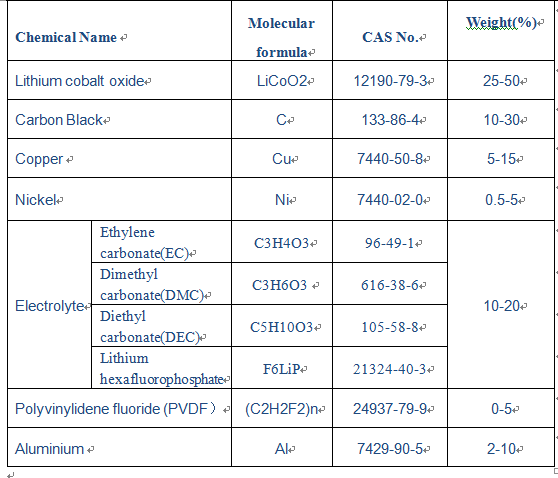 Chemical Name
Molecular
formula
CAS No.
Weight(%)
Lithium cobalt oxide LiCoO2 12190-79-3 25-50
Carbon Black C 133-86-4 10-30
Copper Cu 7440-50-8 5-15
Nickel Ni 7440-02-0 0.5-5
Electrolyte
Ethylene
carbonate(EC) C3H4O3 96-49-1
Dimethyl
carbonate(DMC) C3H6O3 616-38-6
Diethyl
carbonate(DEC) C5H10O3 105-58-8
Lithium
hexafluorophosphate F6LiP 21324-40-3
10-20
Polyvinylidene fluoride (PVDF） (C2H2F2)n 24937-79-9 0-5
Aluminium Al 7429-90-5 2-10